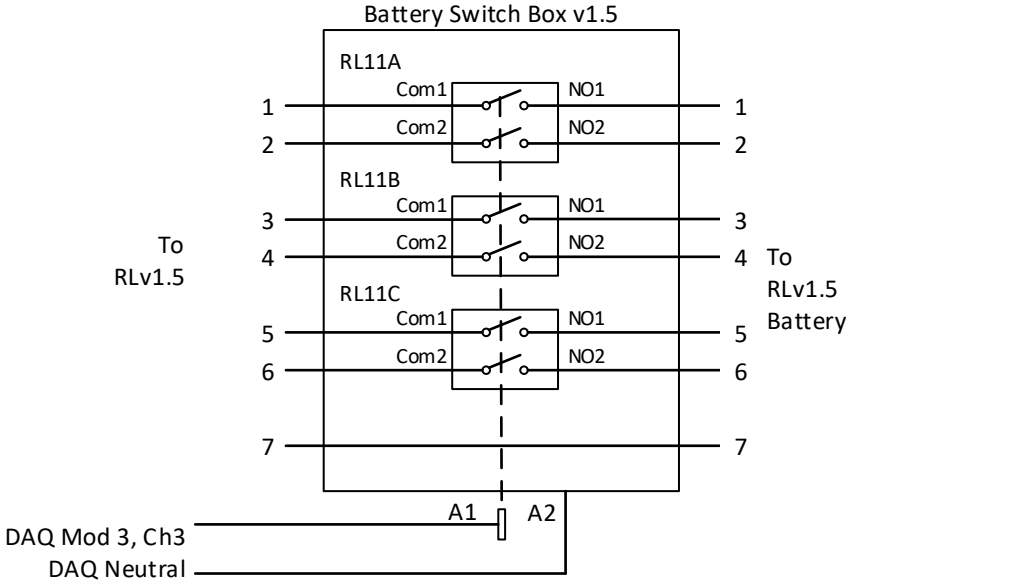 Battery Switch Box v1.5
RL11A
Com1 NO1
1 1
Com2 NO2
2 2
RL11B
Com1 NO1
3 3
Com2 NO2
4 4
To
RLv1.5
To
RLv1.5
Battery
RL11C
Com1 NO1
5 5
Com2 NO2
6 6
7 7
A1 A2
DAQ Mod 3, Ch3
DAQ Neutral